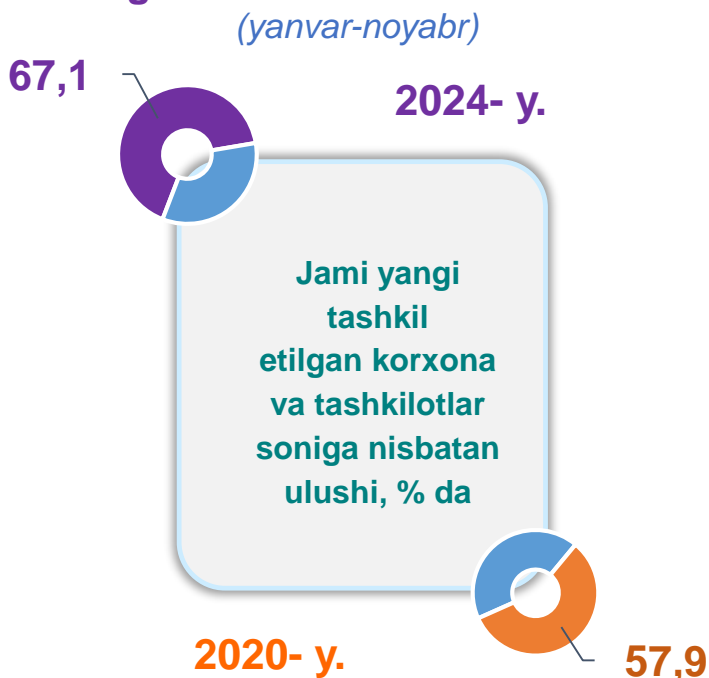 (yanvar-noyabr)
67,1
2024- y.
Jami yangi
tashkil
etilgan korxona
va tashkilotlar
soniga nisbatan
ulushi, % da
2020- y.
57,9